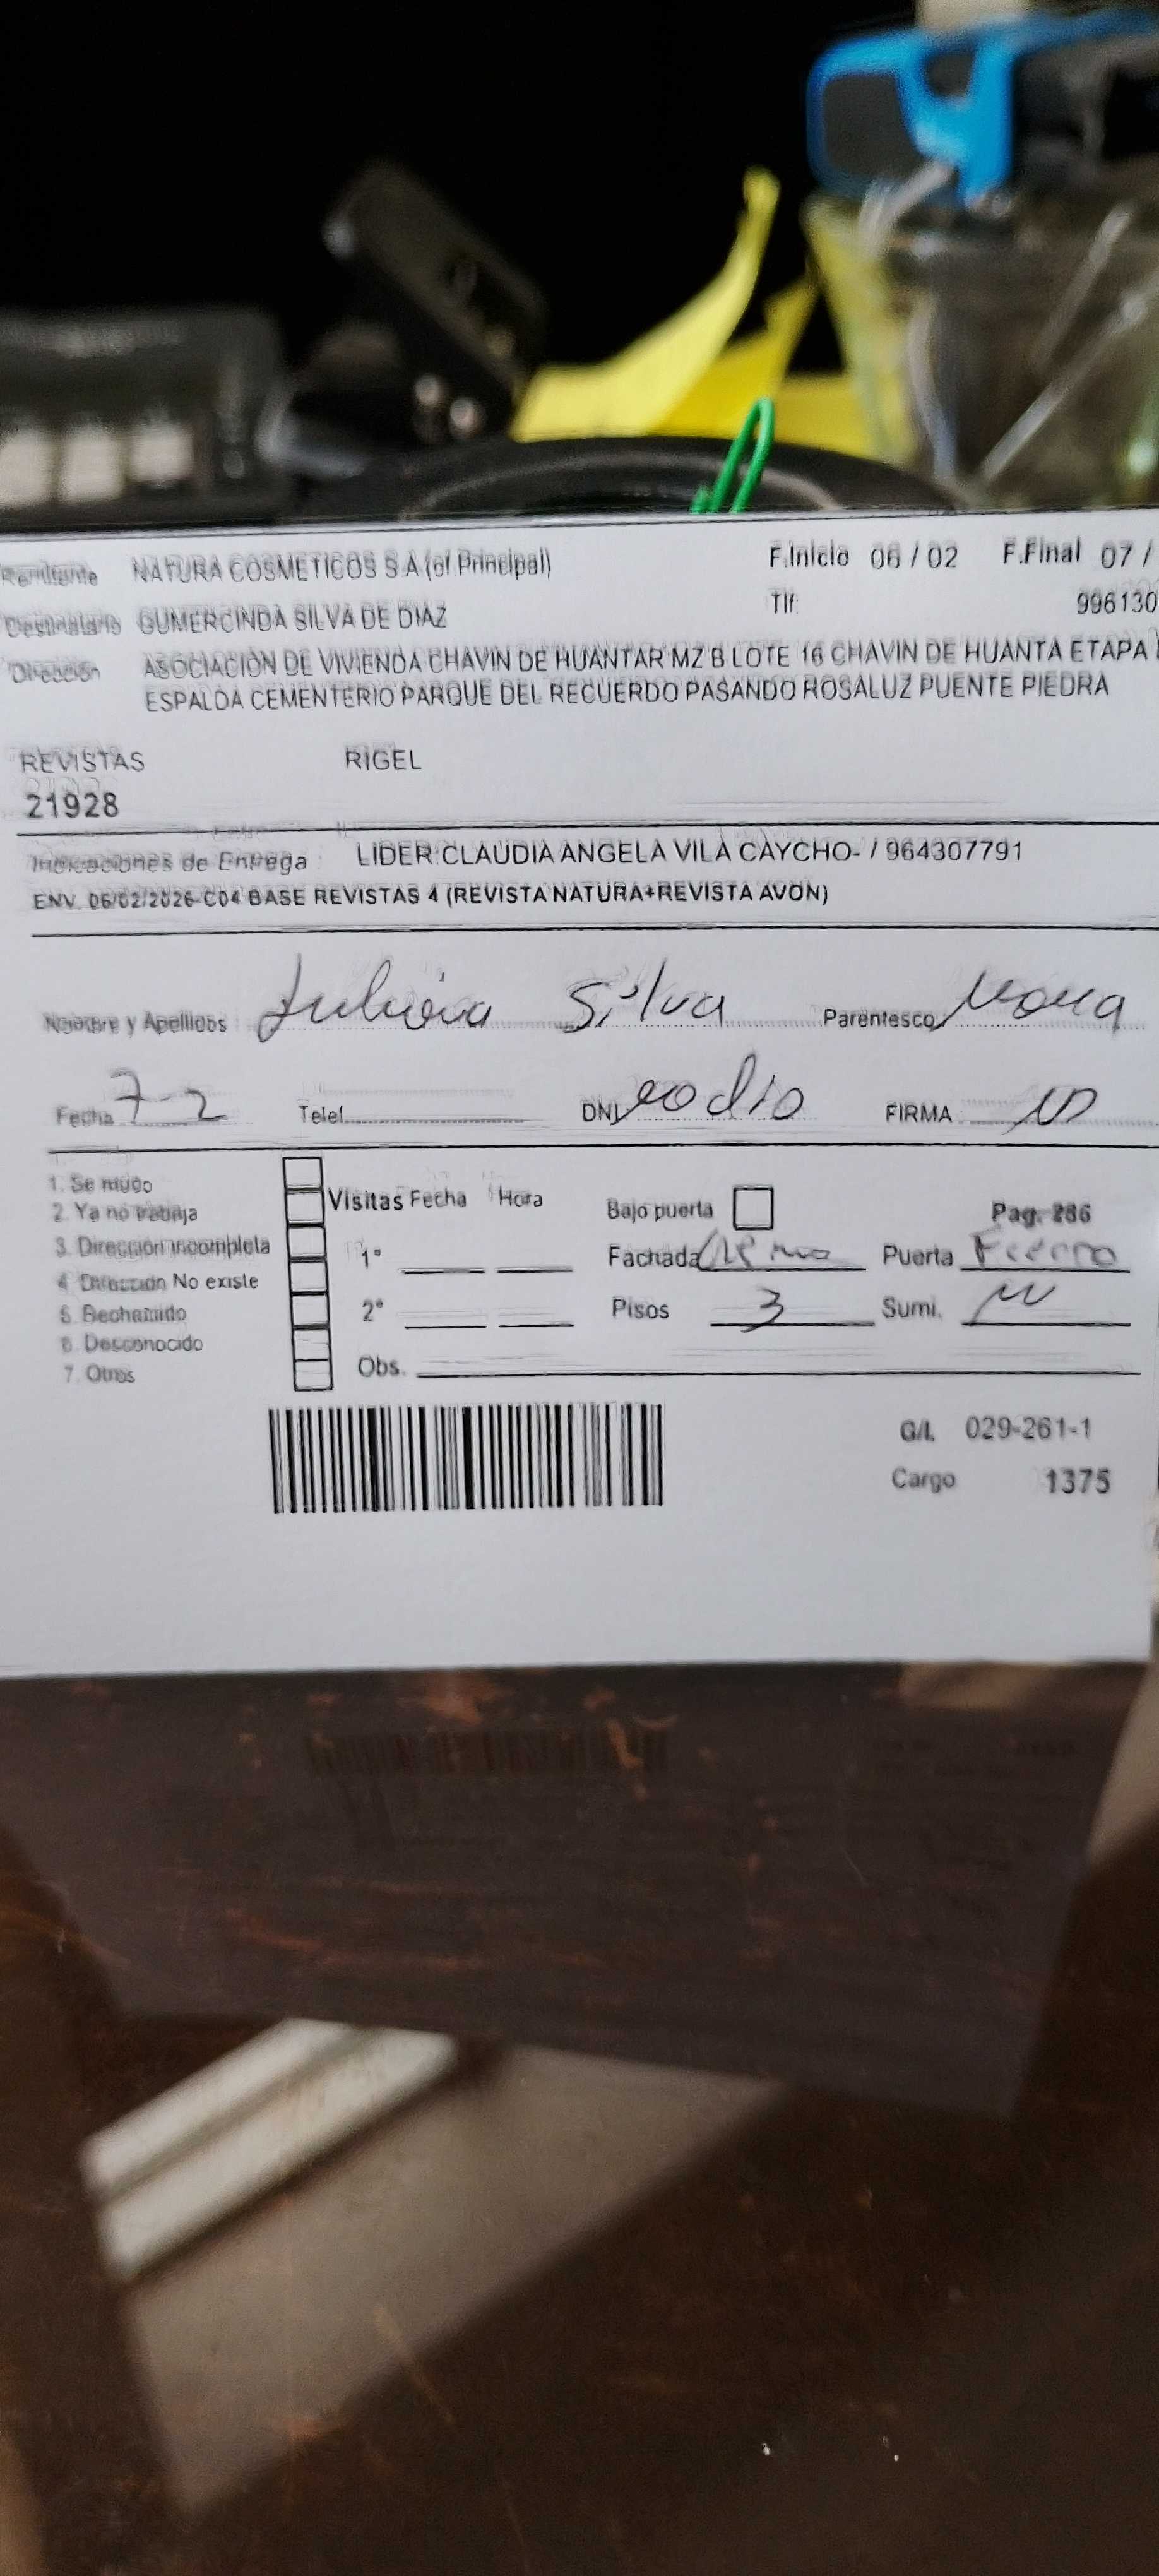 Remitente NATURA COSMETICOS S.A.(of.Principal) F.Inicio 06 / 02 F.Final 07 /
Destinatario GUMERCINDA SILVA DE DIAZ Tlf: 996130
Dirección ASOCIACIÓN DE VIVIENDA CHAVIN DE HUANTAR MZ B LOTE 16 CHAVIN DE HUANTA ETAPA
ESPALDA CEMENTERIO PARQUE DEL RECUERDO PASANDO ROSALUZ PUENTE PIEDRA
REVISTAS RIGEL
21928
Indicaciones de Entrega : LIDER:CLAUDIA ANGELA VILA CAYCHO- / 964307791
ENV. 06/02/2026-C04 BASE REVISTAS 4 (REVISTA NATURA+REVISTA AVON)
Nombre y Apellidos : Silva Parentesco
Fecha 7-2 Telef. DNI no dio FIRMA
1. Se mudo
2. Ya no trabaja
3. Dirección incompleta
4. Dirección No existe
5. Rechazado
6. Desconocido
7. Otros
Visitas Fecha Hora
1°
2°
Obs.
Bajo puerta Pag. 286
Fachada Puerta Fierro
Pisos 3 Sumi.
G/L 029-261-1
Cargo 1375